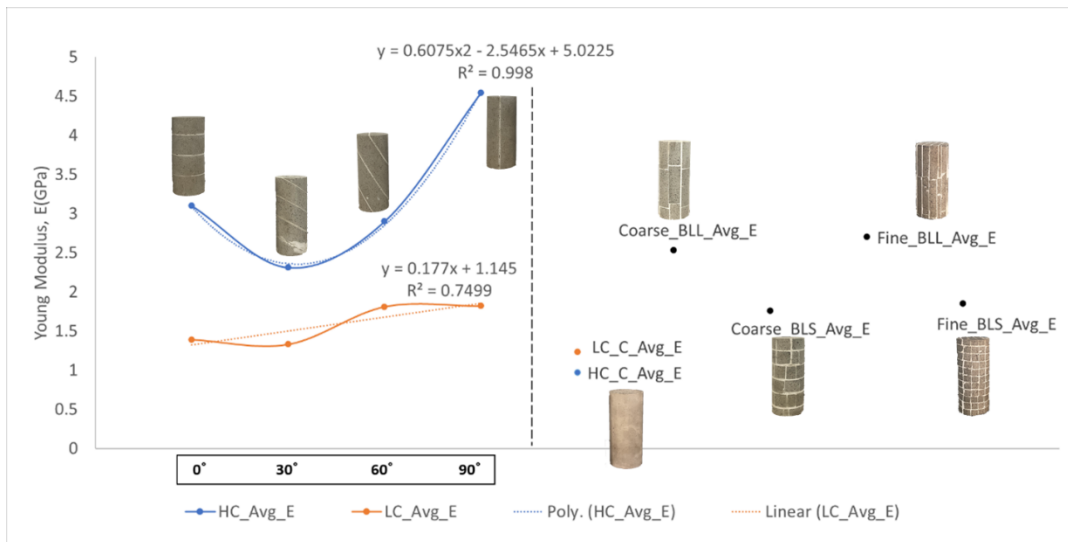 y = 0.6075x2 - 2.5465x + 5.0225
R² = 0.998
5
4.5
4
3.5
3
2.5
2
1.5
1
0.5
0
Young Modulus, E(GPa)
y = 0.177x + 1.145
R² = 0.7499
Coarse_BLL_Avg_E
Fine_BLL_Avg_E
Coarse_BLS_Avg_E
Fine_BLS_Avg_E
LC_C_Avg_E
HC_C_Avg_E
0˚ 30˚ 60˚ 90˚
HC_Avg_E LC_Avg_E Poly. (HC_Avg_E) Linear (LC_Avg_E)